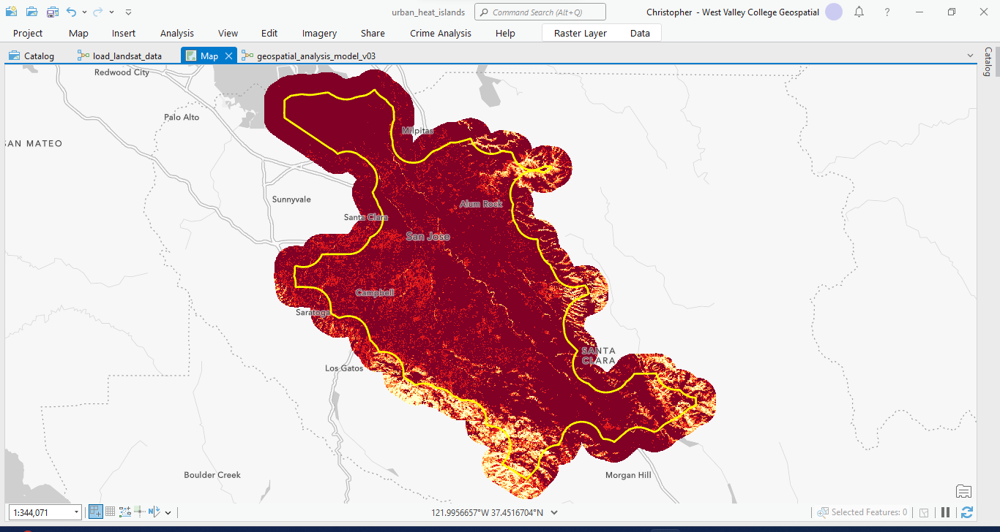 urban_heat_islands
Command Search (Alt+Q)
Christopher - West Valley College Geospatial
?
Project Map Insert Analysis View Edit Imagery Share Crime Analysis Help Raster Layer Data
Catalog load_landsat_data Map geospatial_analysis_model_v03
Catalog
Redwood City
Palo Alto
Milpitas
SAN MATEO
Sunnyvale
Alum Rock
Santa Clara
San Jose
Campbell
Saratoga
SANTA
CLARA
Los Gatos
Boulder Creek
Morgan Hill
1:344,071
121.9956657°W 37.4516704°N
Selected Features: 0